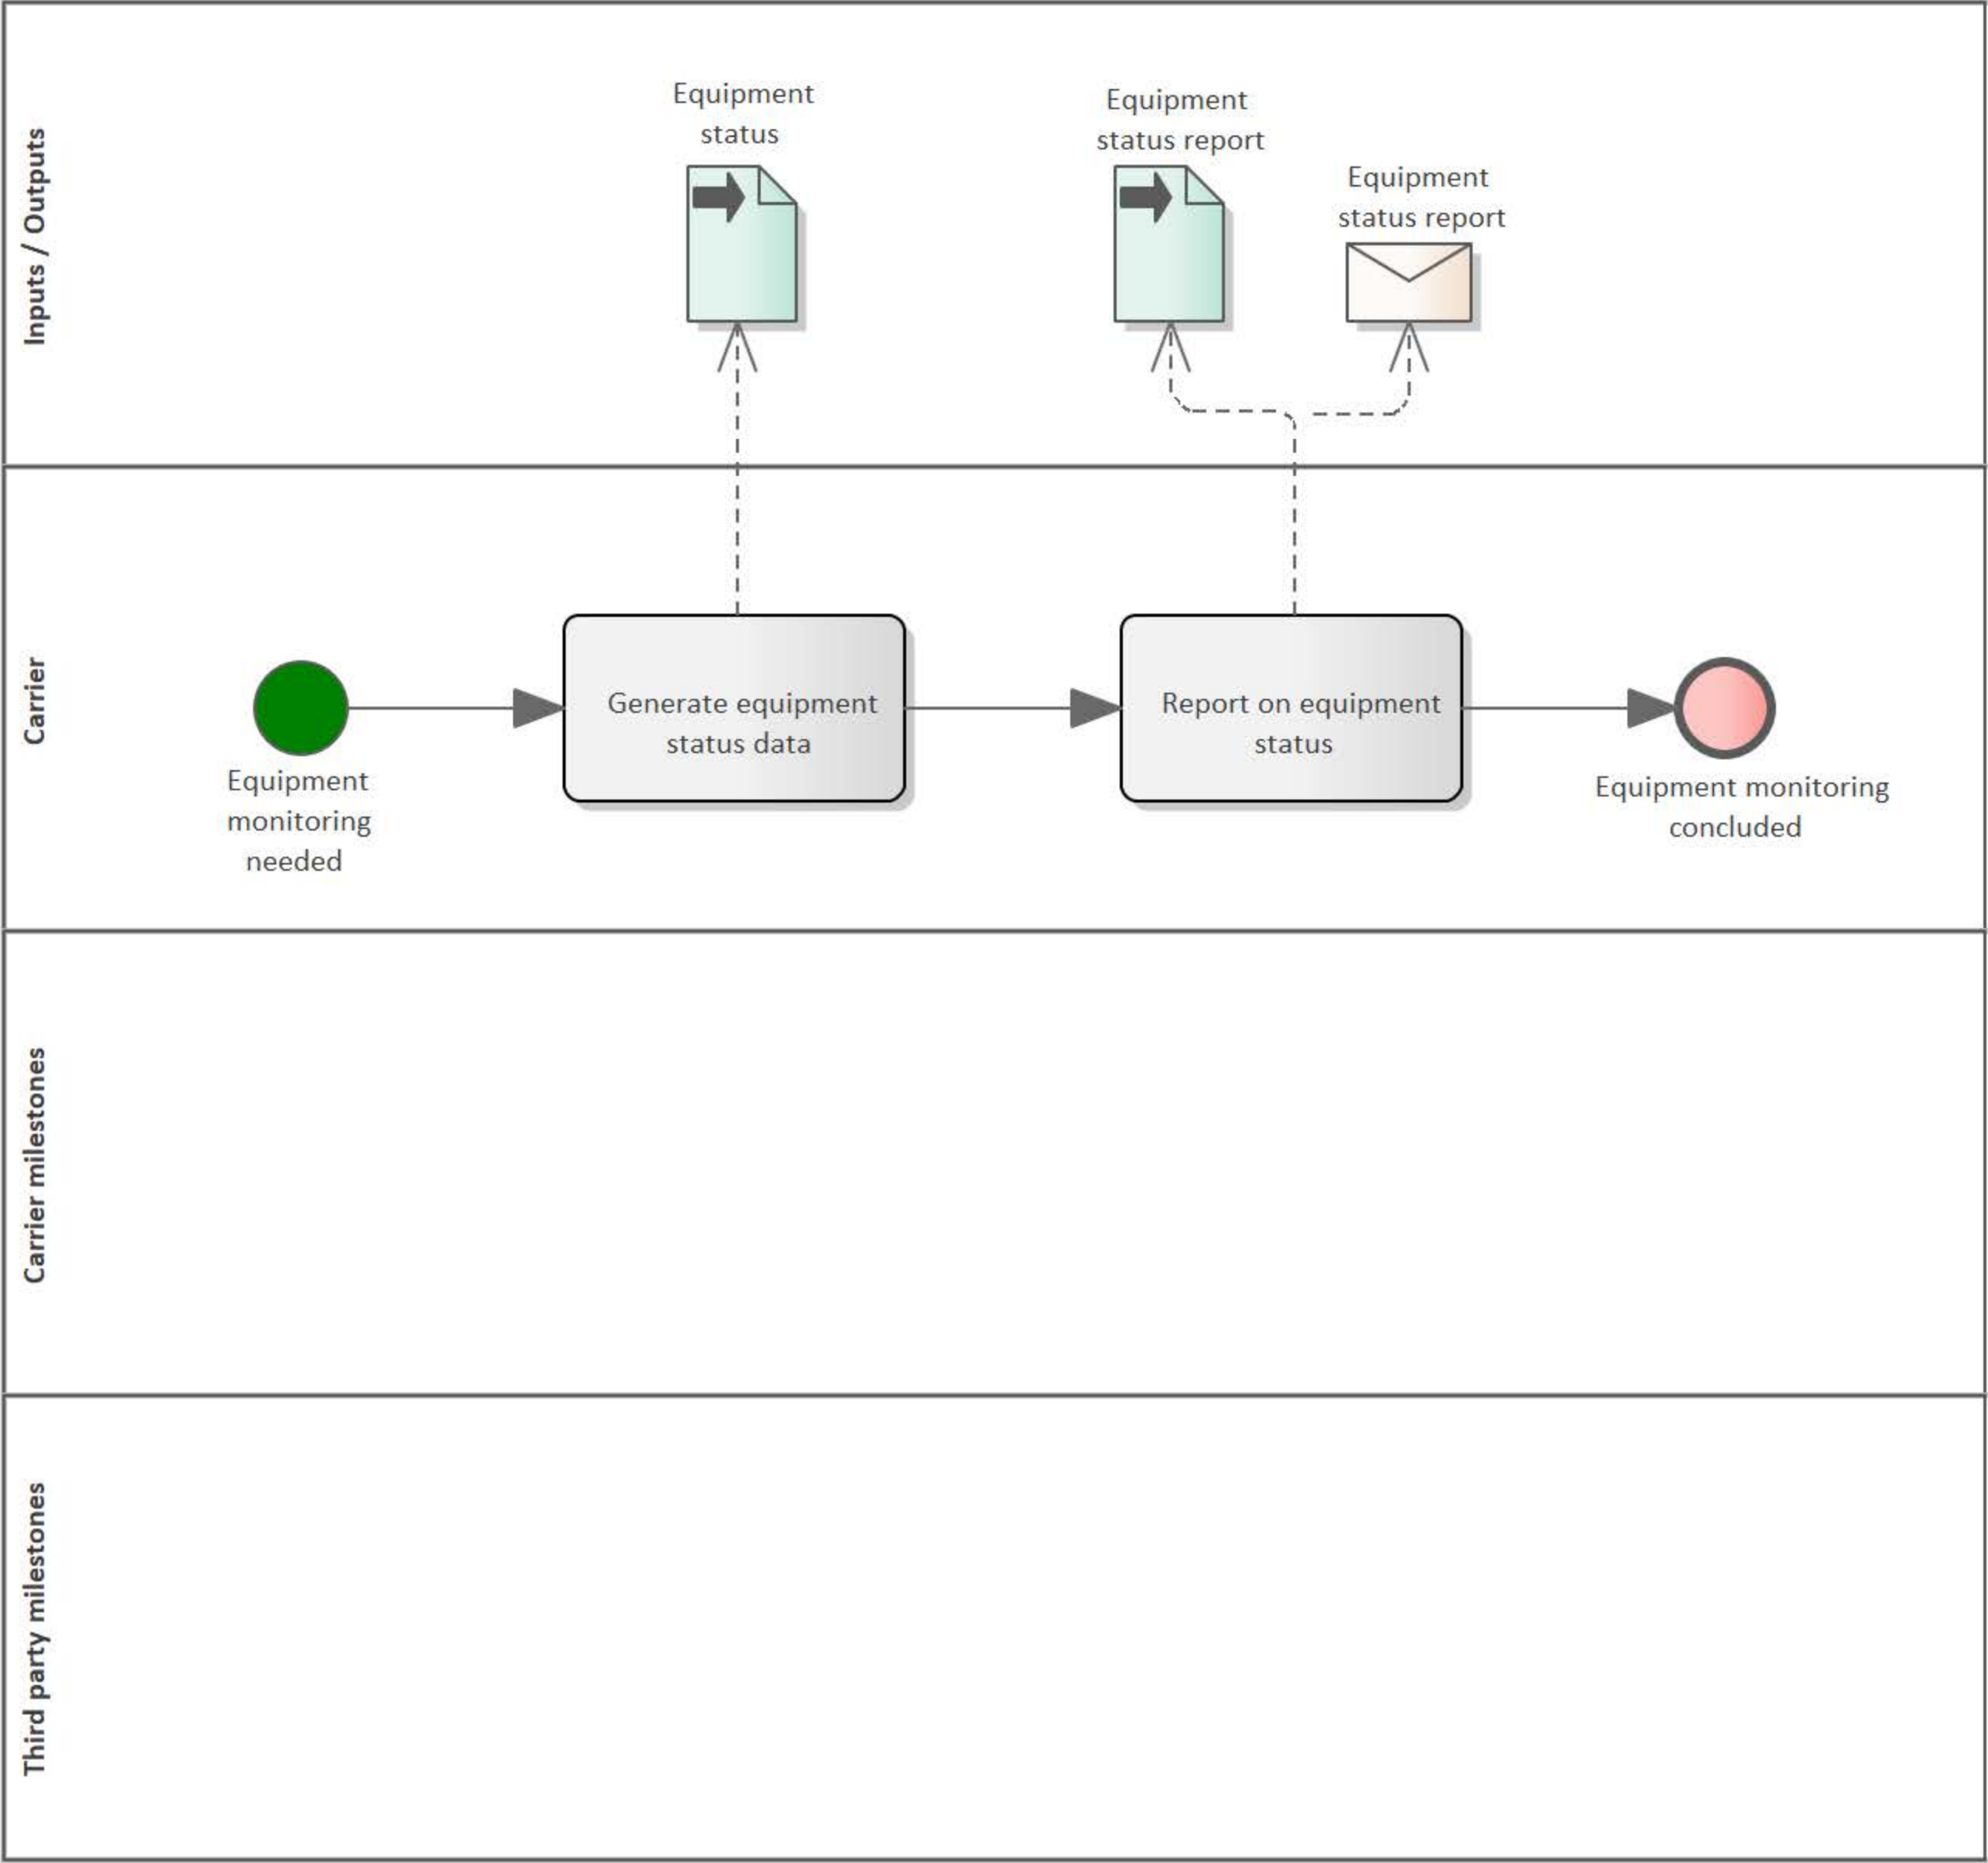 Inputs / Outputs
Equipment
status
Equipment
status report
Equipment
status report
Carrier
Equipment
monitoring
needed
Generate equipment
status data
Report on equipment
status
Equipment monitoring
concluded
Carrier milestones
Third party milestones